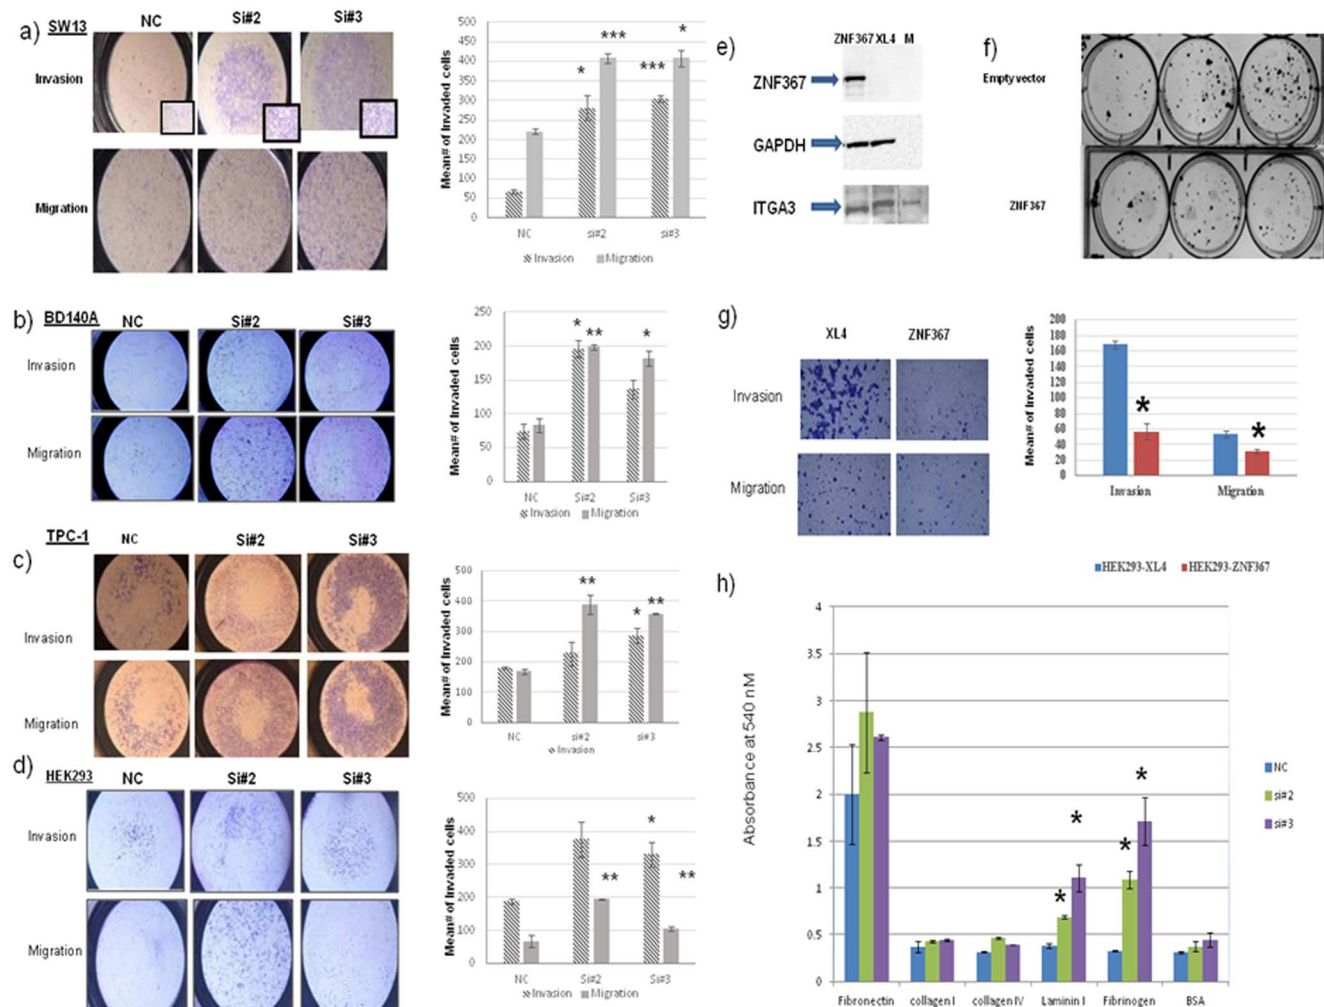 a) SW13
NC Si#2 Si#3
Invasion
Migration
Mean# of Invaded cells
500
450
400
350
300
250
200
150
100
50
0
* *** *** *
NC si#2 si#3
Invasion Migration
b) BD140A
NC Si#2 Si#3
Invasion
Migration
Mean# of Invaded cells
250
200
150
100
50
0
* ** *
NC Si#2 Si#3
Invasion Migration
c) TPC-1
NC Si#2 Si#3
Invasion
Migration
Mean# of Invaded cells
500
400
300
200
100
0
** * **
NC si#2 si#3
Invasion
d) HEK293
NC Si#2 Si#3
Invasion
Migration
Mean# of Invaded cells
500
400
300
200
100
0
** * **
NC Si#2 Si#3
Invasion Migration
e)
ZNF367 XL4 M
ZNF367
GAPDH
ITGA3
f)
Empty vector
ZNF367
g)
XL4 ZNF367
Invasion
Migration
Mean# of Invaded cells
200
180
160
140
120
100
80
60
40
20
0
* *
Invasion Migration
HEK293-XL4 HEK293-ZNF367
h)
Absorbance at 540 nM
4
3.5
3
2.5
2
1.5
1
0.5
0
* * * *
Fibronectin collagen I collagen IV Laminin I Fibrinogen BSA
NC
si#2
si#3